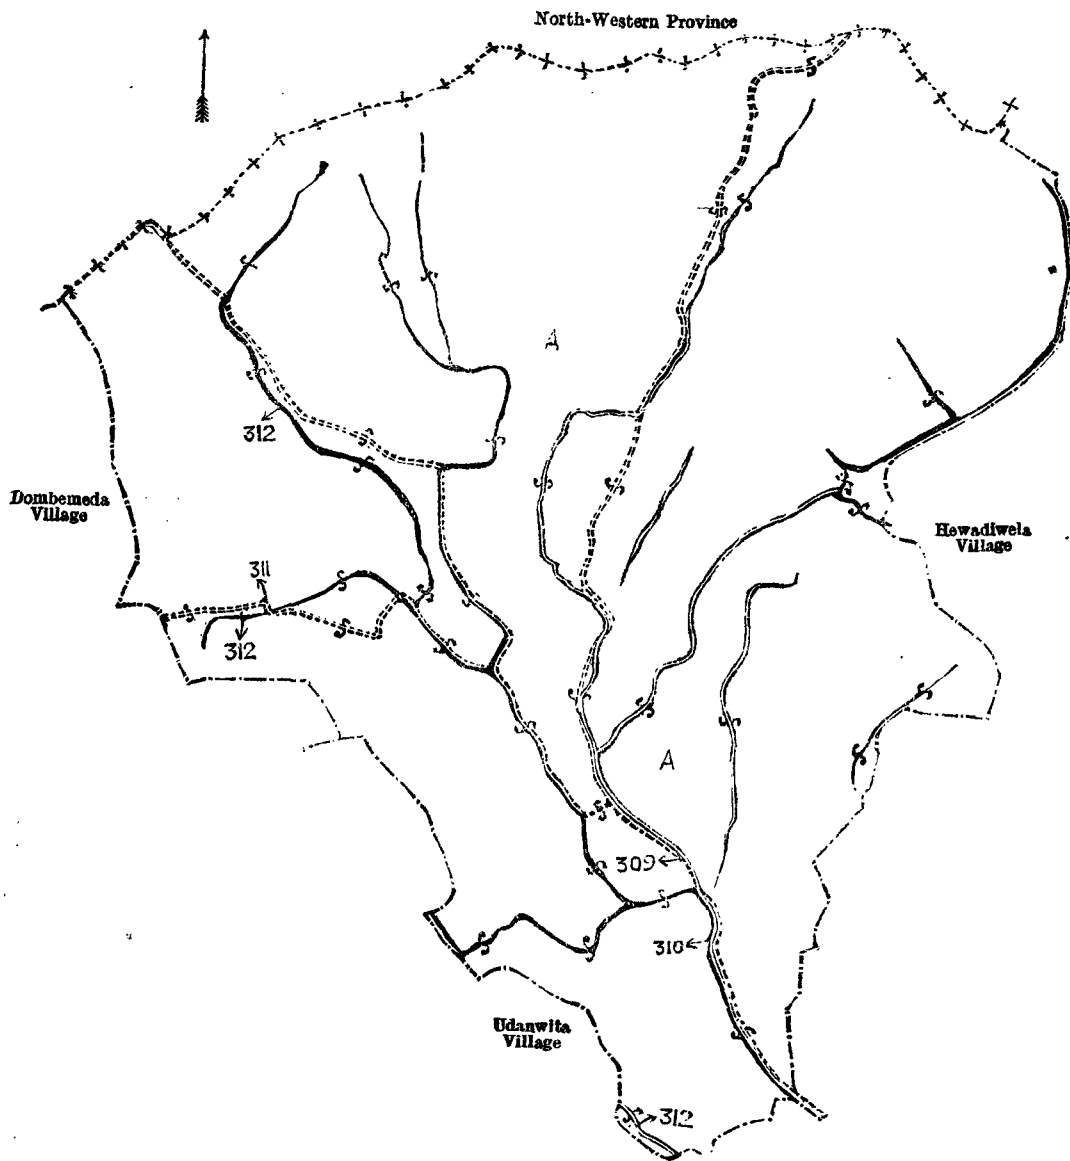 North-Western Province
A
312
Dombemeda
Village
Hewadiwela
Village
311
312
A
309
310
Udanwita
Village
312